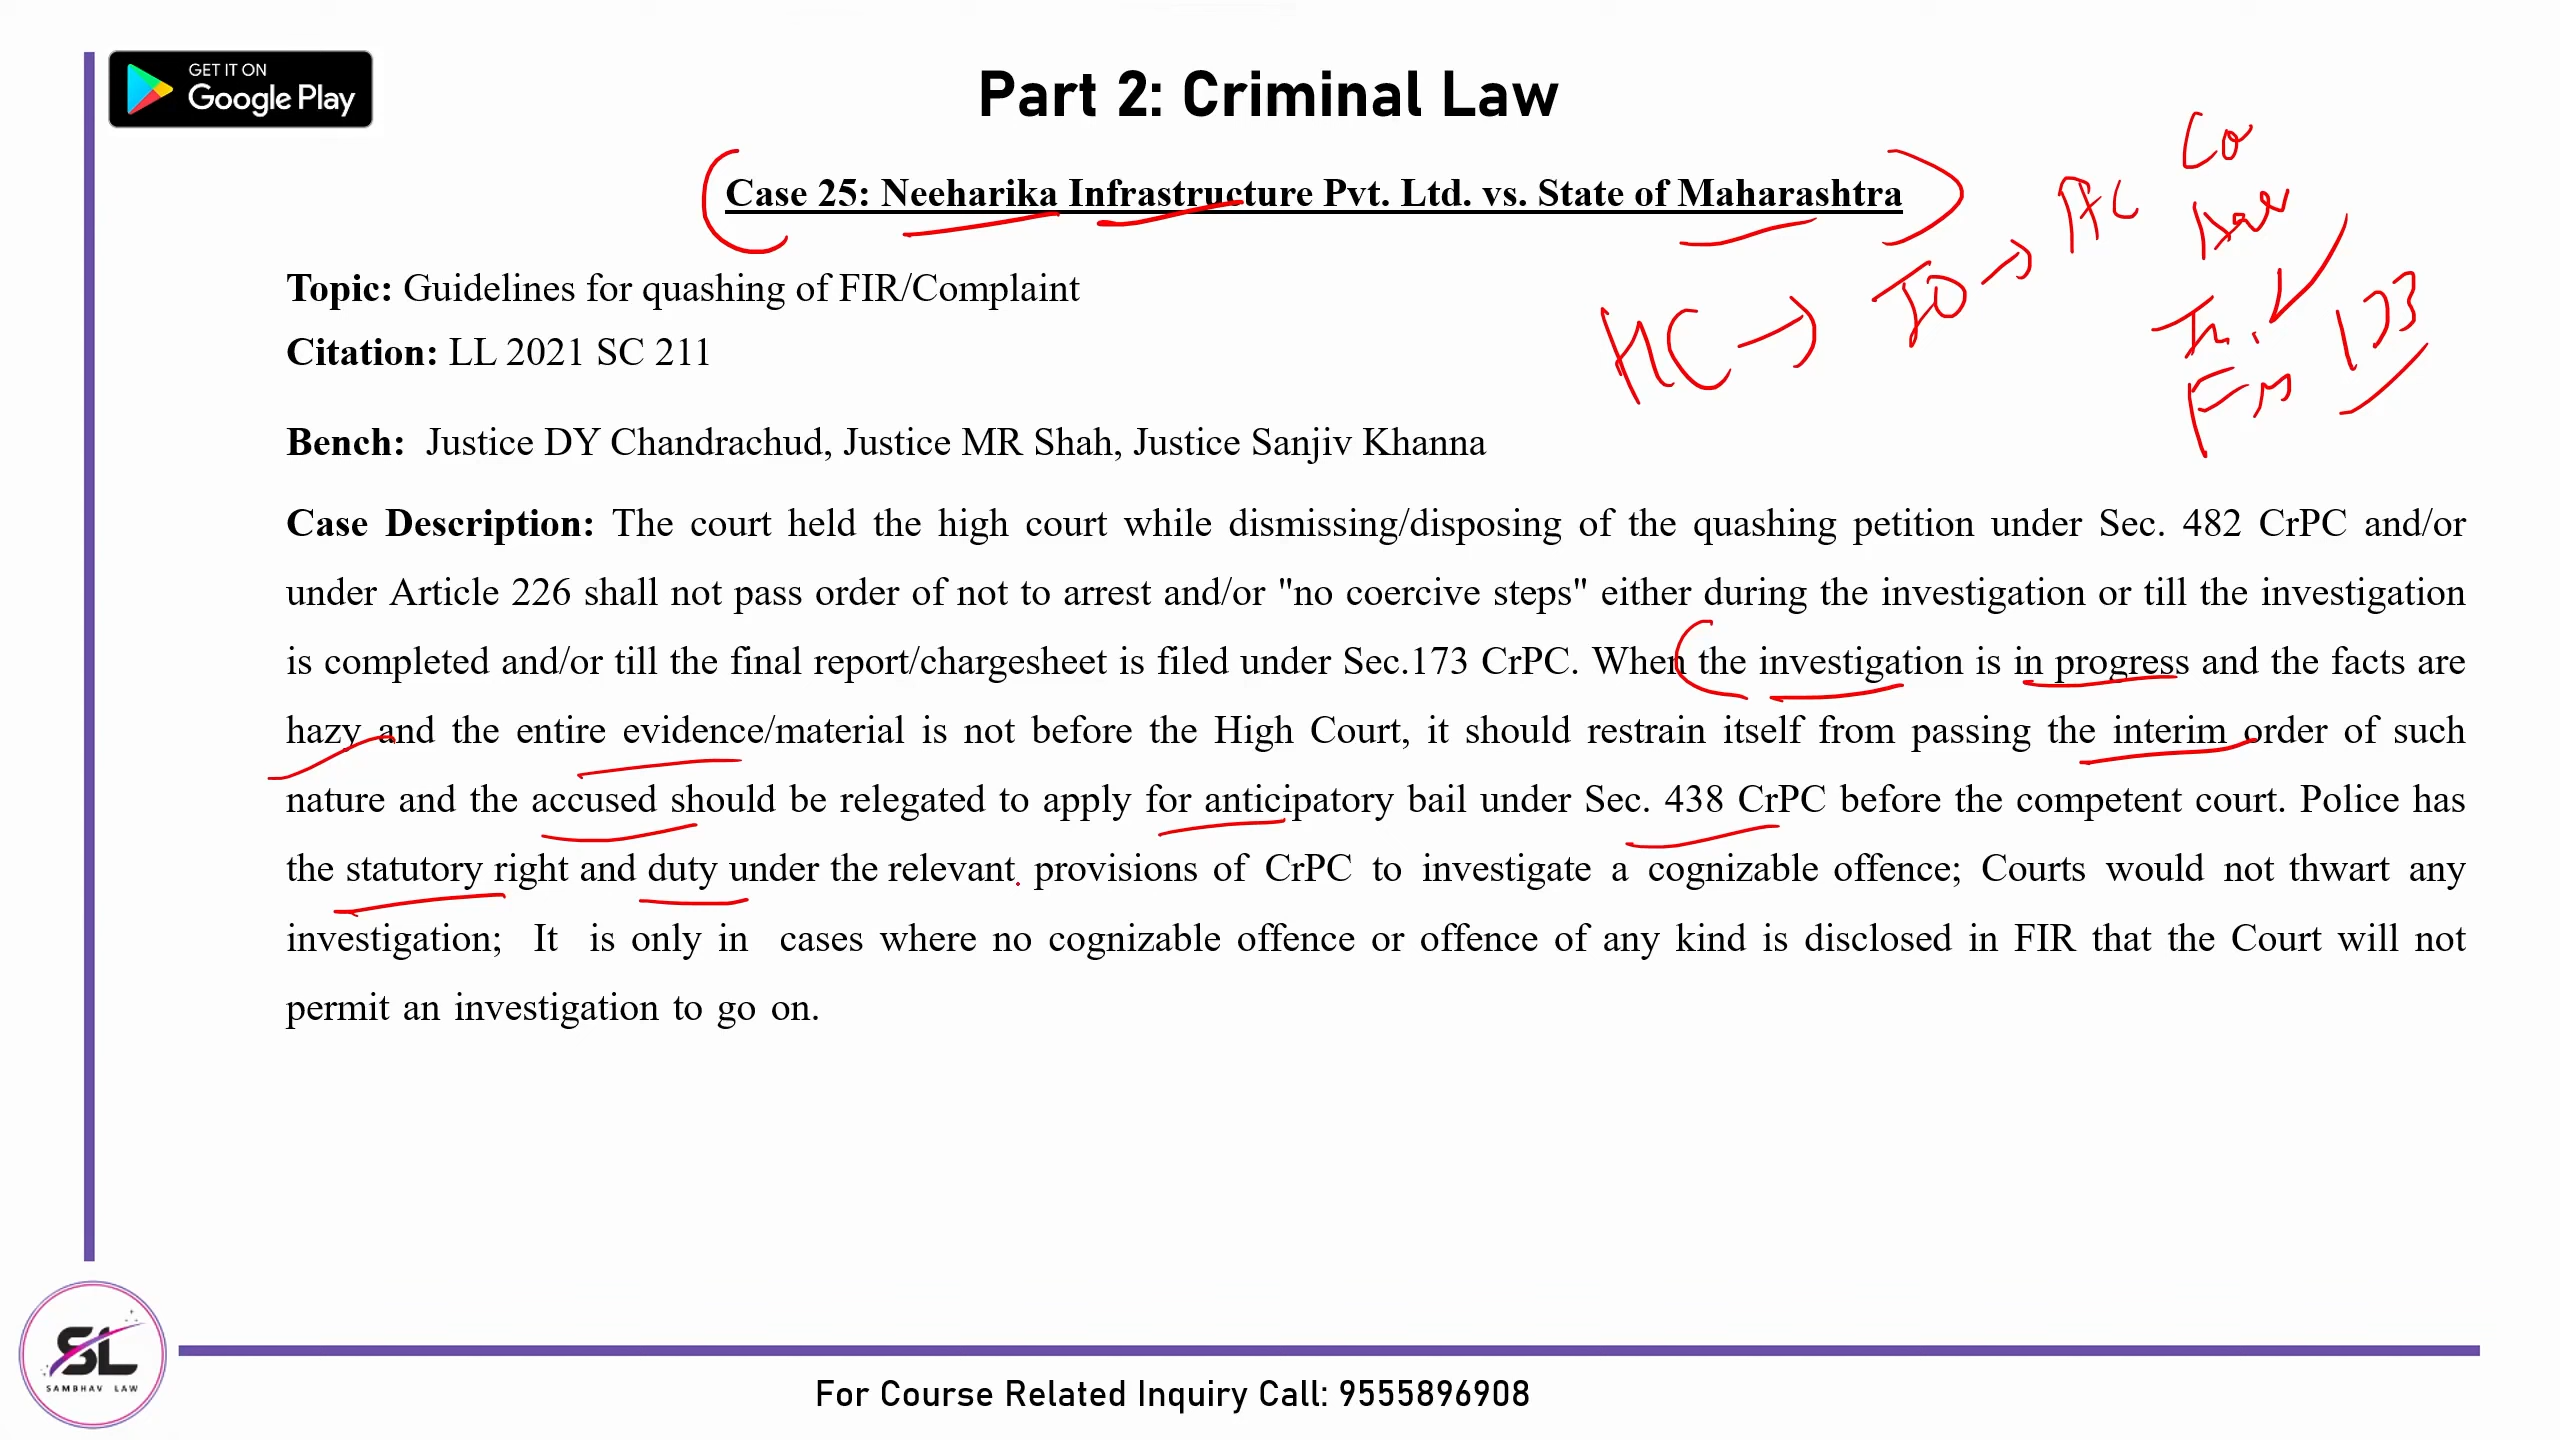 GET IT ON
Google Play
Part 2: Criminal Law
Case 25: Neeharika Infrastructure Pvt. Ltd. vs. State of Maharashtra
Topic: Guidelines for quashing of FIR/Complaint
HC → IO →
173
Citation: LL 2021 SC 211
Bench: Justice DY Chandrachud, Justice MR Shah, Justice Sanjiv Khanna
Case Description: The court held the high court while dismissing/disposing of the quashing petition under Sec. 482 CrPC and/or
under Article 226 shall not pass order of not to arrest and/or "no coercive steps" either during the investigation or till the investigation
is completed and/or till the final report/chargesheet is filed under Sec.173 CrPC. When the investigation is in progress and the facts are
hazy and the entire evidence/material is not before the High Court, it should restrain itself from passing the interim order of such
nature and the accused should be relegated to apply for anticipatory bail under Sec. 438 CrPC before the competent court. Police has
the statutory right and duty under the relevant provisions of CrPC to investigate a cognizable offence; Courts would not thwart any
investigation; It is only in cases where no cognizable offence or offence of any kind is disclosed in FIR that the Court will not
permit an investigation to go on.
SL
SAMBHAV LAW
For Course Related Inquiry Call: 9555896908